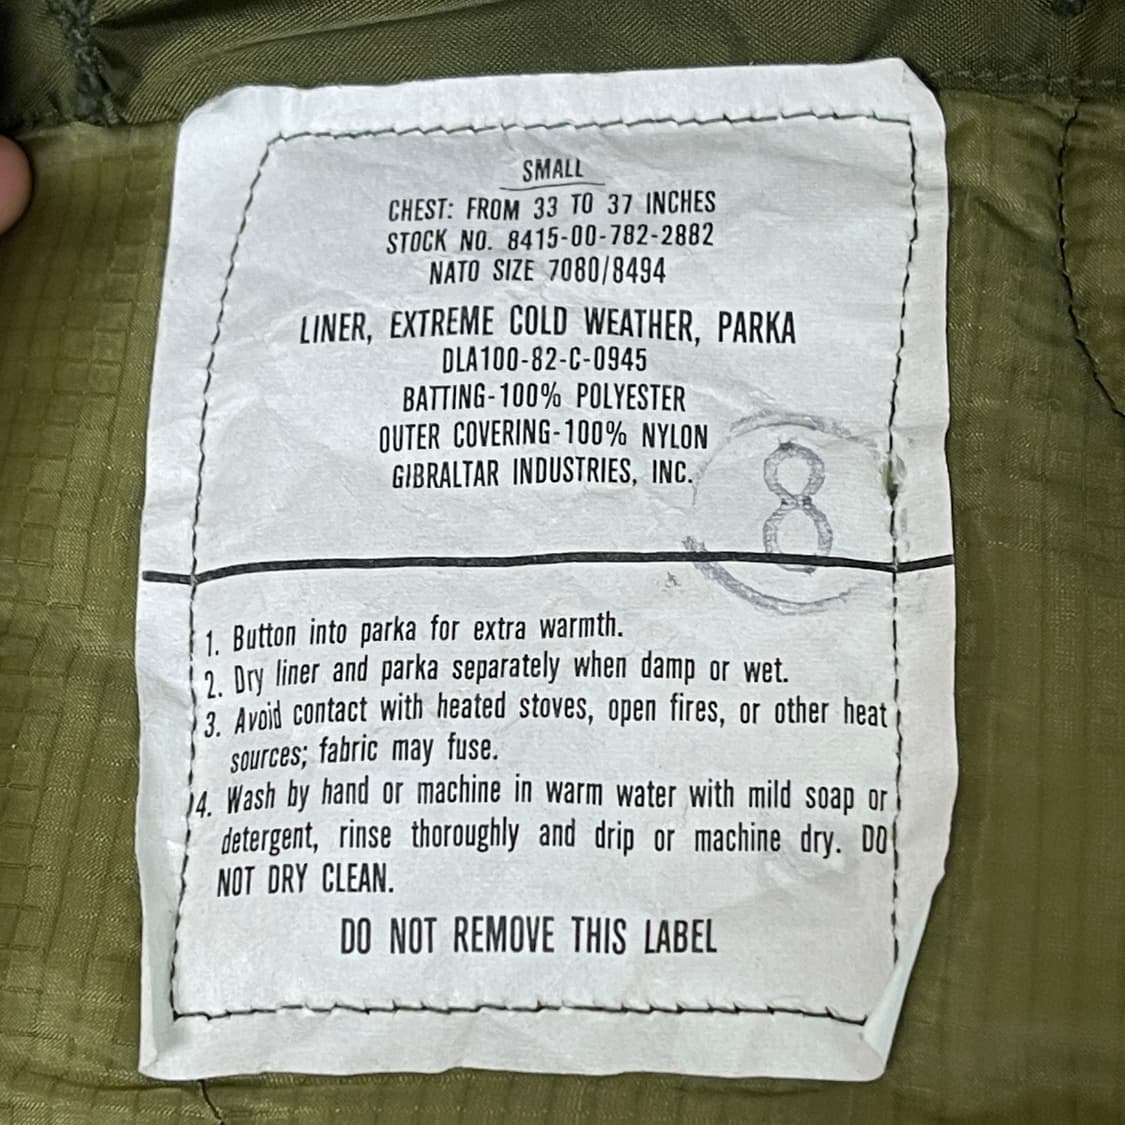 SMALL
CHEST: FROM 33 TO 37 INCHES
STOCK NO. 8415-00-782-2882
NATO SIZE 7080/8494
LINER, EXTREME COLD WEATHER, PARKA
DLA100-82-C-0945
BATTING-100% POLYESTER
OUTER COVERING-100% NYLON
GIBRALTAR INDUSTRIES, INC.
8
1. Button into parka for extra warmth.
2. Dry liner and parka separately when damp or wet.
3. Avoid contact with heated stoves, open fires, or other heat
sources; fabric may fuse.
4. Wash by hand or machine in warm water with mild soap or
detergent, rinse thoroughly and drip or machine dry. DO
NOT DRY CLEAN.
DO NOT REMOVE THIS LABEL